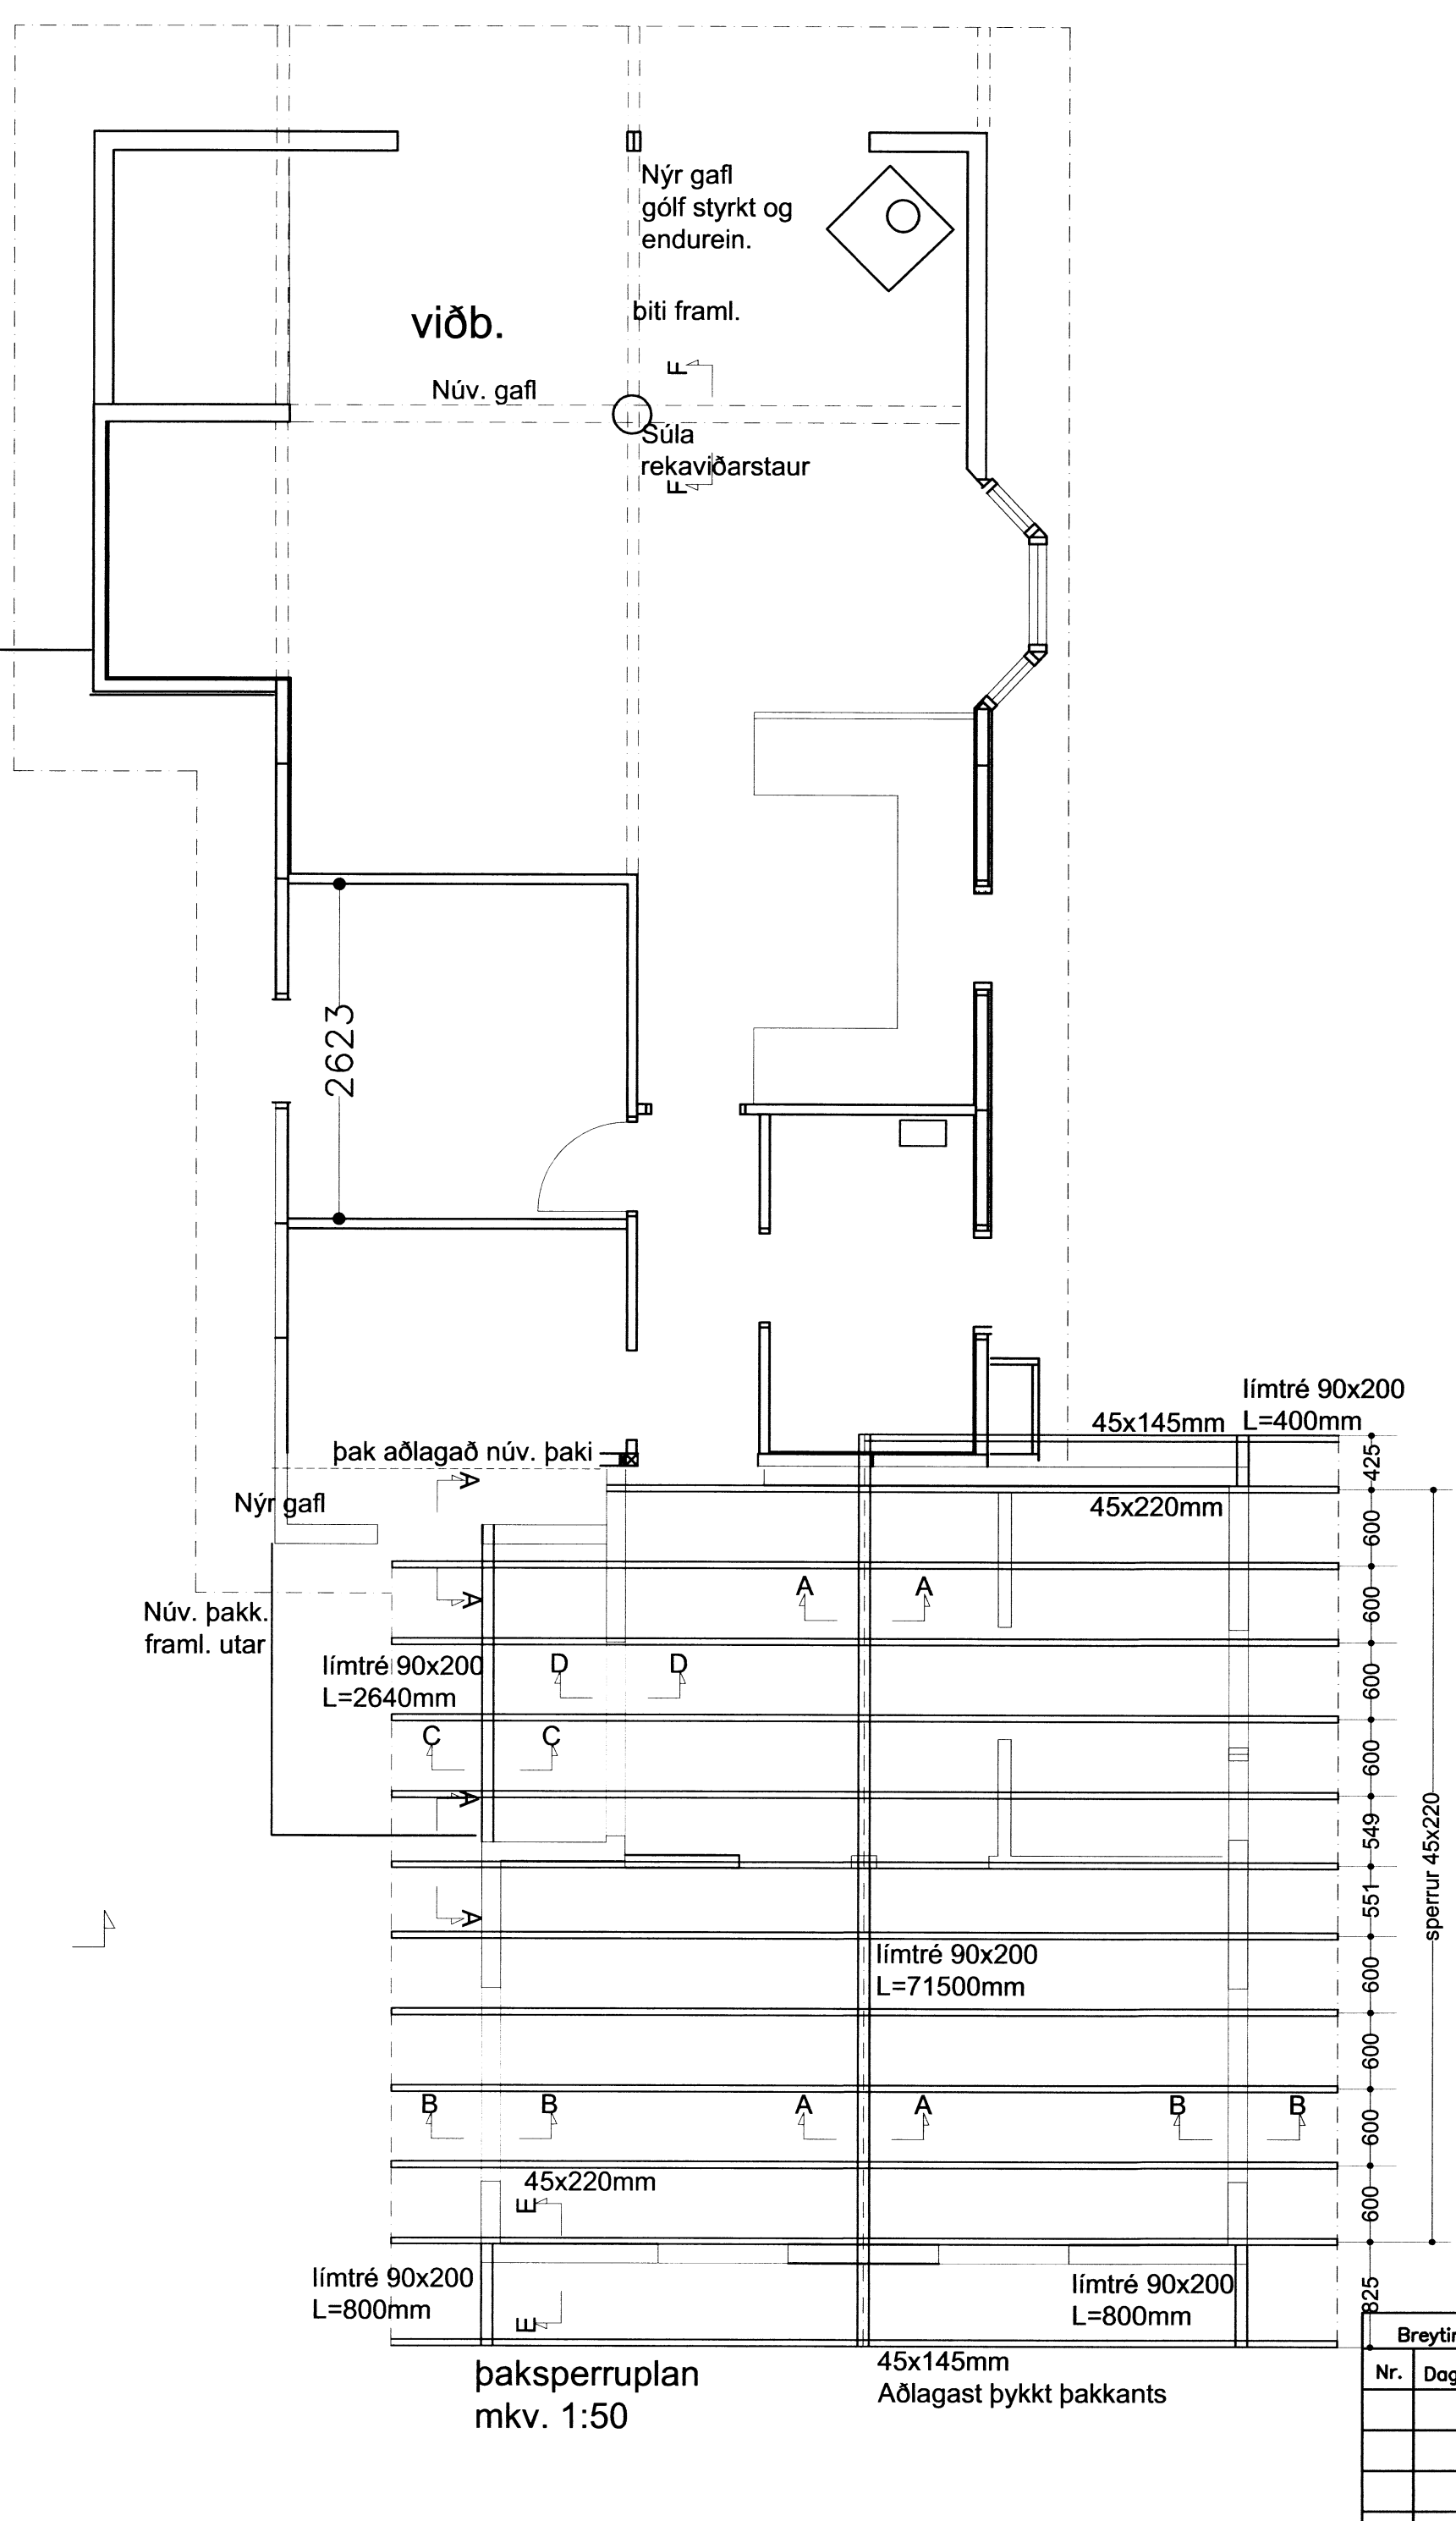 Nýr gafl
gólf styrkt og
endurein.
viðb.
biti framl.
F
Núv. gafl
Súla
rekaviðarstaur
F
2623
límtré 90x200
L=400mm
45x145mm
þak aðlagað núv. þaki
425
A
Nýr gafl
45x220mm
600
A
A
A
600
Núv. þakk.
framl. utar
límtré 90x200
L=2640mm
D
D
600
C
C
600
A
549
sperrur 45x220
A
551
límtré 90x200
L=71500mm
600
600
B
B
A
A
B
B
600
45x220mm
E
600
límtré 90x200
L=800mm
límtré 90x200
L=800mm
E
825
45x145mm
Aðlagast þykkt þakkants
þaksperruplan
mkv. 1:50
Breytin
Nr.
Dag